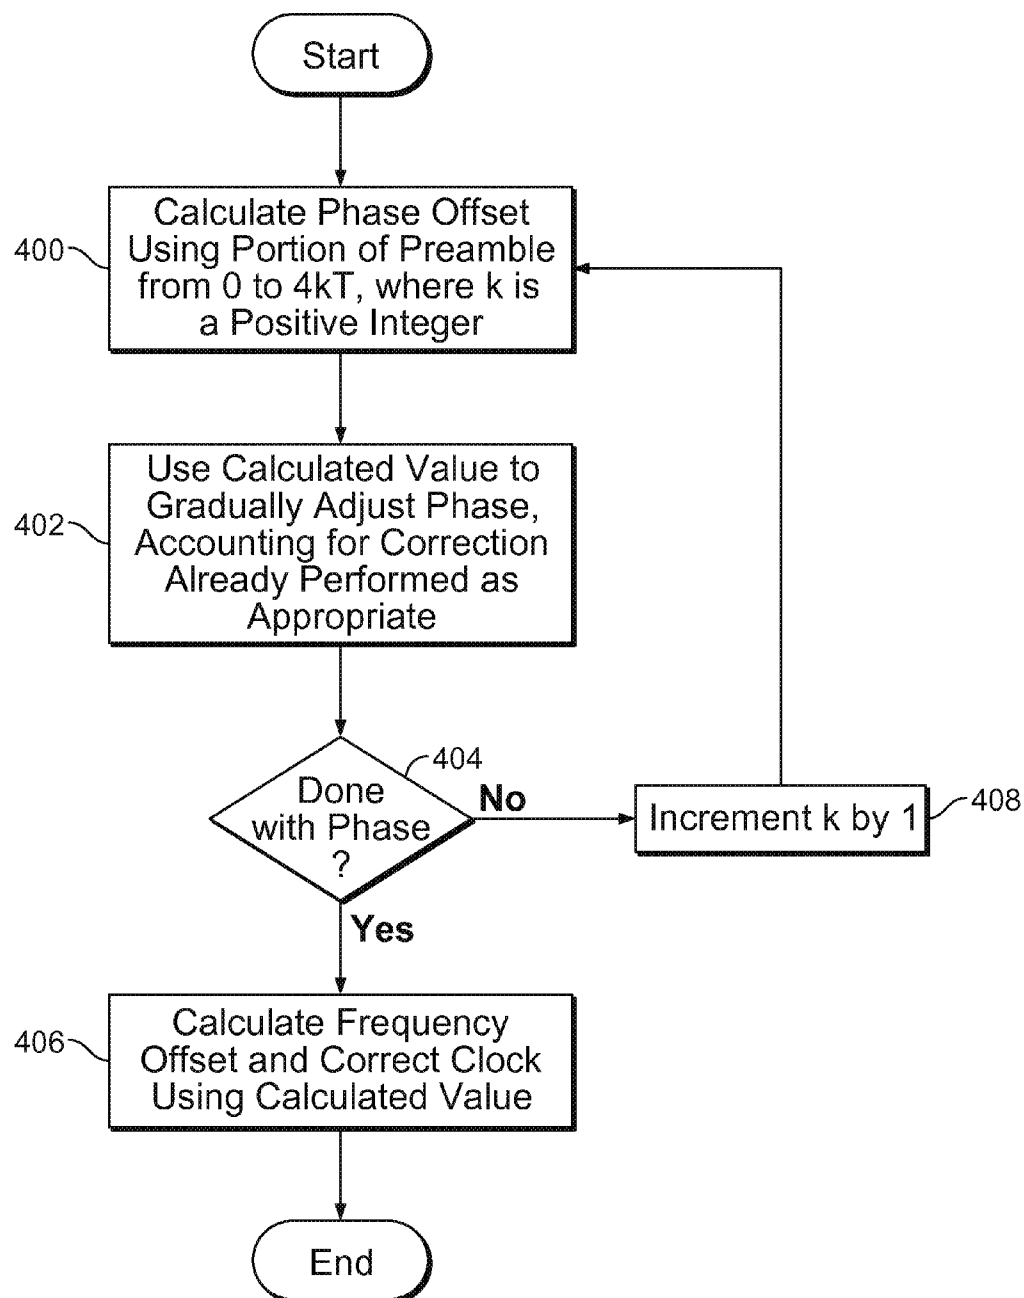 Start
400
Calculate Phase Offset
Using Portion of Preamble
from 0 to 4kT, where k is
a Positive Integer
402
Use Calculated Value to
Gradually Adjust Phase,
Accounting for Correction
Already Performed as
Appropriate
404
Done
with Phase
?
No
Increment k by 1
408
Yes
406
Calculate Frequency
Offset and Correct Clock
Using Calculated Value
End